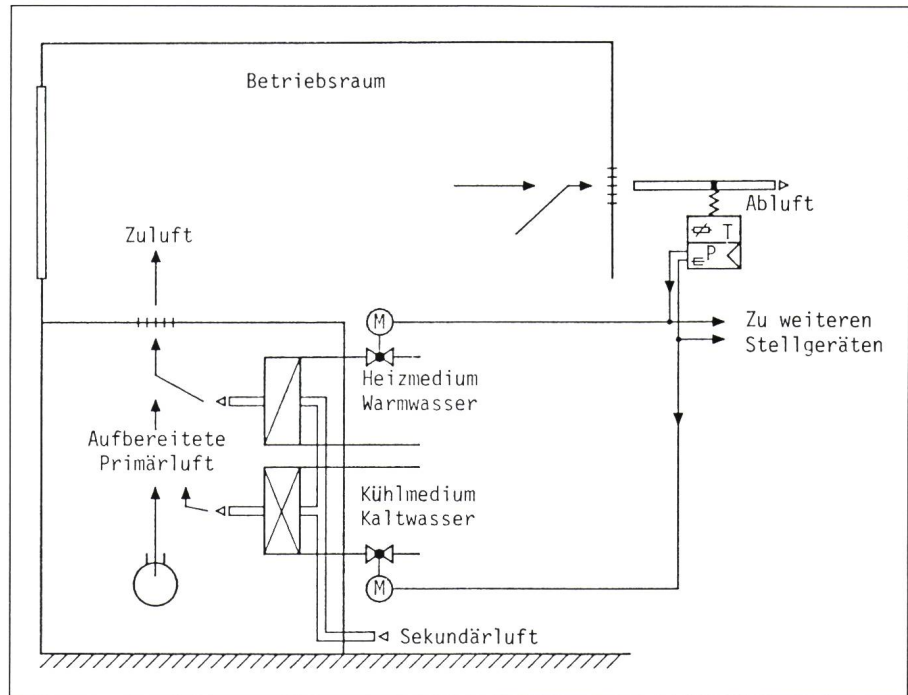 Betriebsraum
Abluft
T
P
Zuluft
M
Zu weiteren
Stellgeräten
Heizmedium
Warmwasser
Aufbereitete
Primärluft
Kühlmedium
Kaltwasser
M
Sekundärluft